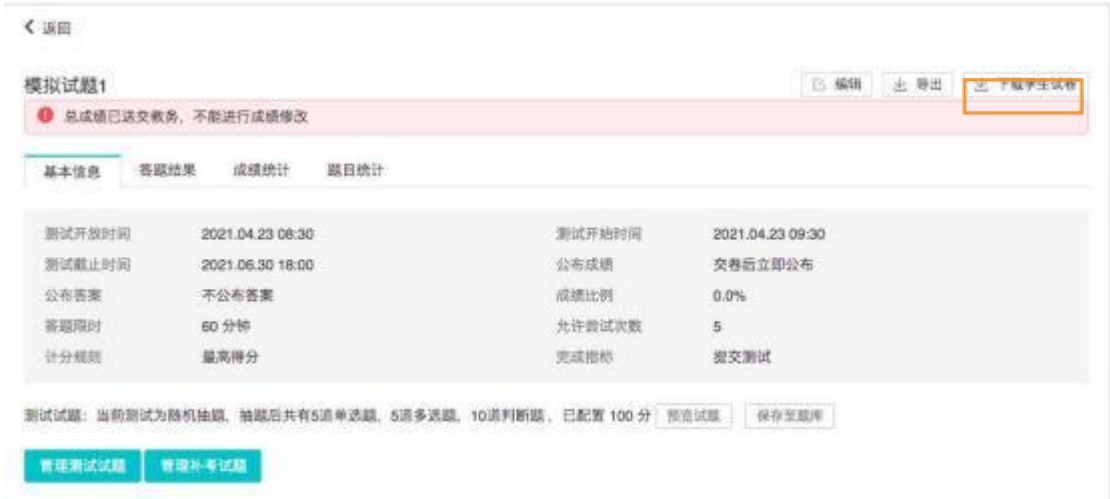 返回
模拟试题1 编辑 导出 下载学生试卷
总成绩已送交教务，不能进行成绩修改
基本信息 答题结果 成绩统计 题目统计
测试开放时间 2021.04.23 08:30 测试开始时间 2021.04.23 09:30
测试截止时间 2021.06.30 18:00 公布成绩 交卷后立即公布
公布答案 不公布答案 成绩比例 0.0%
答题限时 60 分钟 允许尝试次数 5
计分规则 最高得分 完成指标 提交测试
测试试题：当前测试为随机抽题，抽题后共有5道单选题，5道多选题，10道判断题，已配置 100 分 预览试题 保存至题库
管理测试试题 管理补考试题